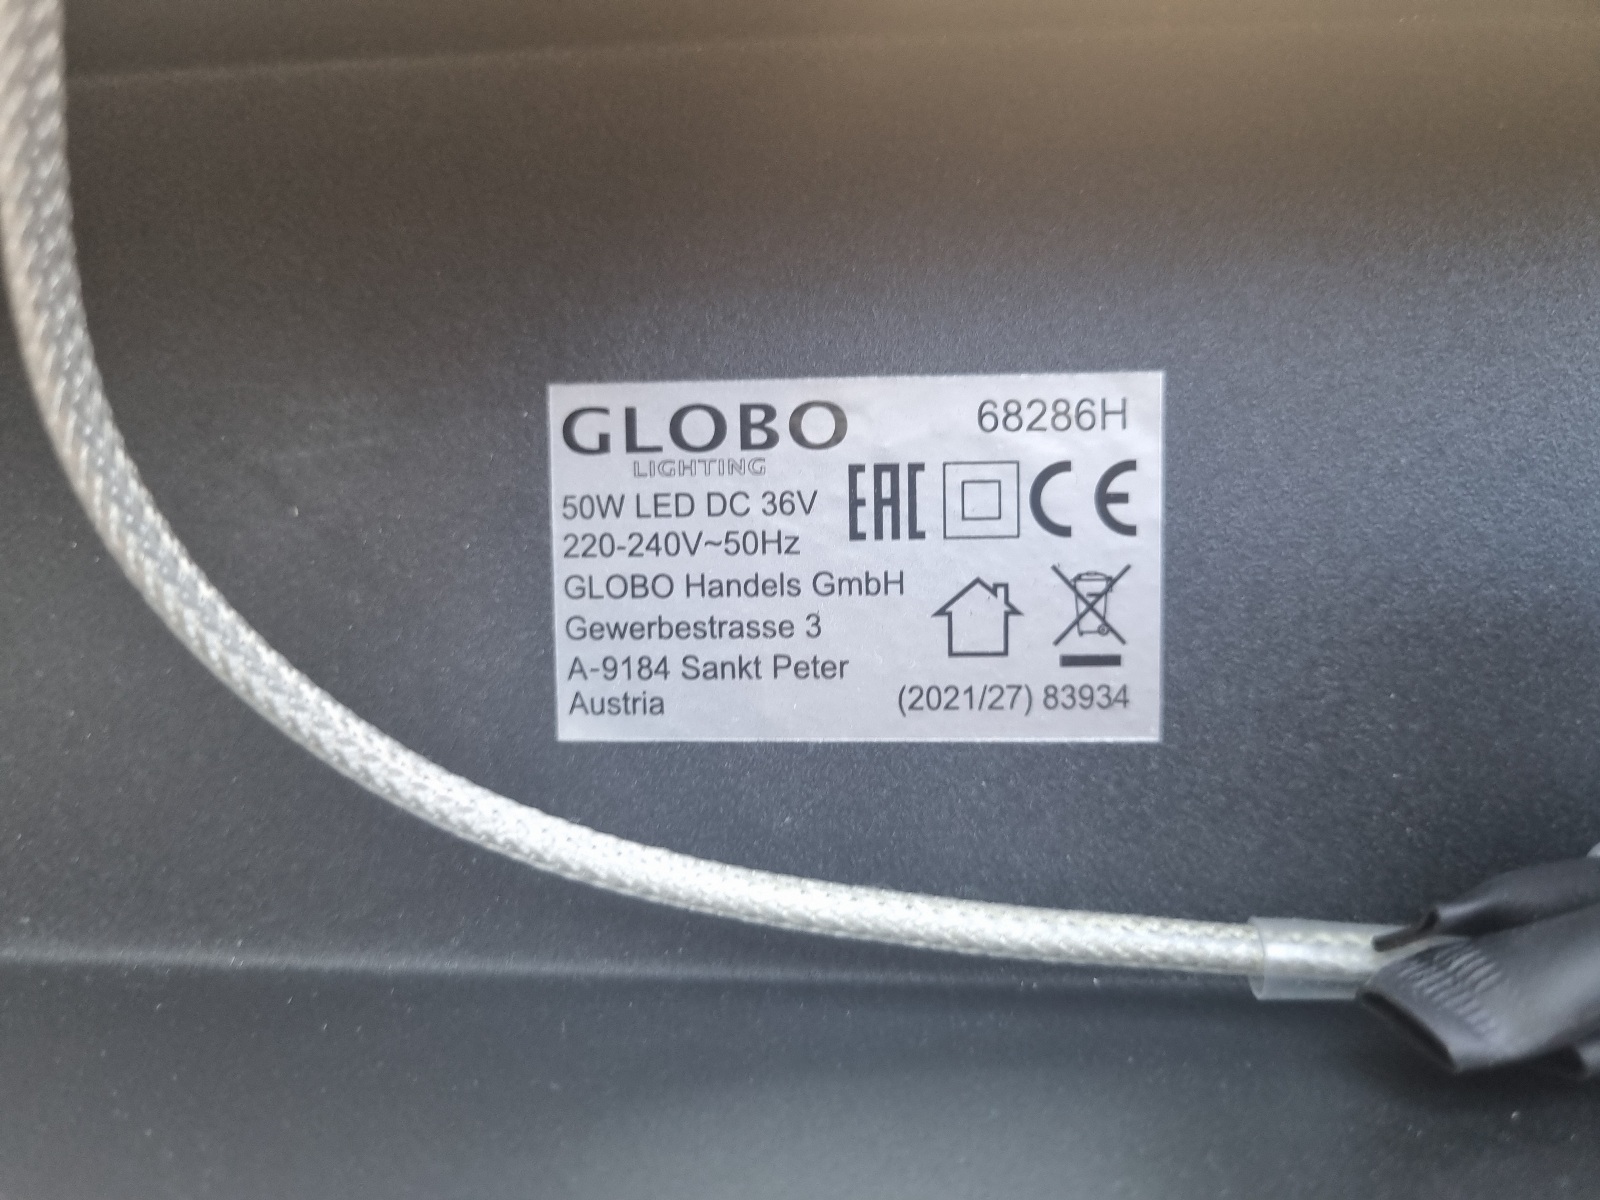 GLOBO 68286H
LIGHTING
50W LED DC 36V EAC CE
220-240V~50Hz
GLOBO Handels GmbH
Gewerbestrasse 3
A-9184 Sankt Peter
Austria (2021/27) 83934